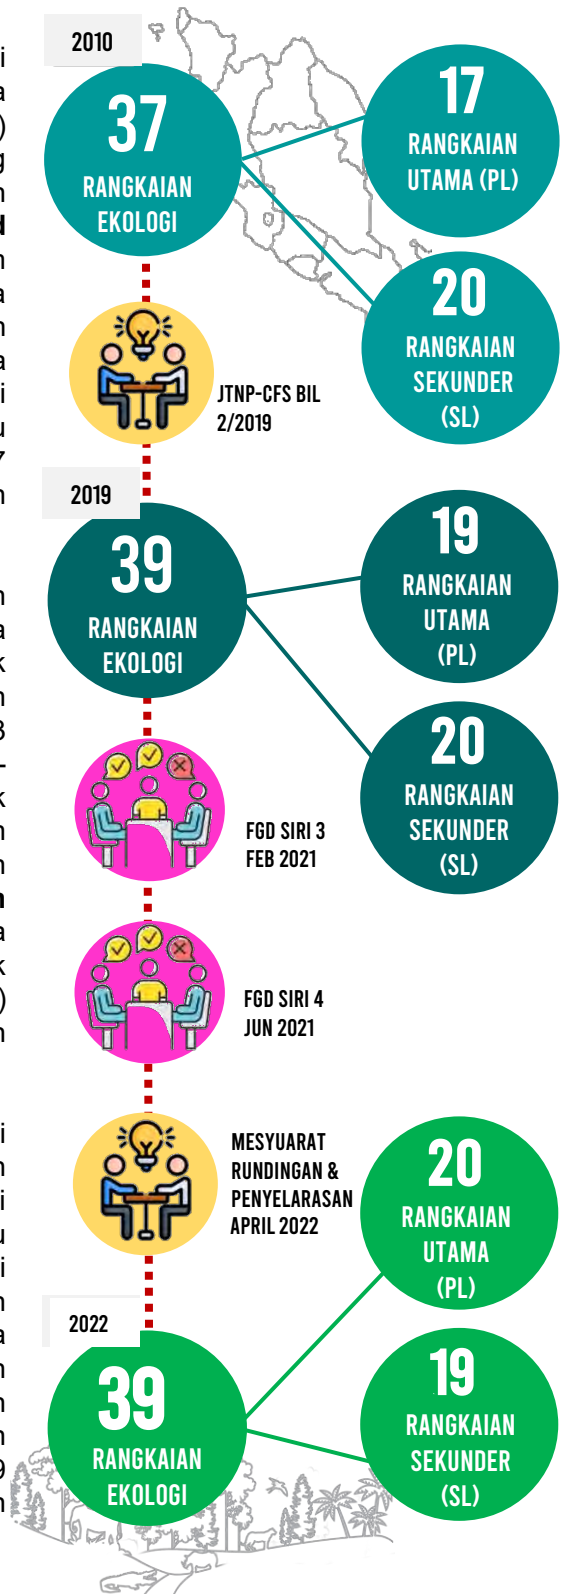 2010
37
RANGKAIAN
EKOLOGI
17
RANGKAIAN
UTAMA (PL)
20
RANGKAIAN
SEKUNDER
(SL)
JTNP-CFS BIL
2/2019
2019
39
RANGKAIAN
EKOLOGI
19
RANGKAIAN
UTAMA
(PL)
20
RANGKAIAN
SEKUNDER
(SL)
FGD SIRI 3
FEB 2021
FGD SIRI 4
JUN 2021
MESYUARAT
RUNDINGAN &
PENYELARASAN
APRIL 2022
2022
39
RANGKAIAN
EKOLOGI
20
RANGKAIAN
UTAMA
(PL)
19
RANGKAIAN
SEKUNDER
(SL)